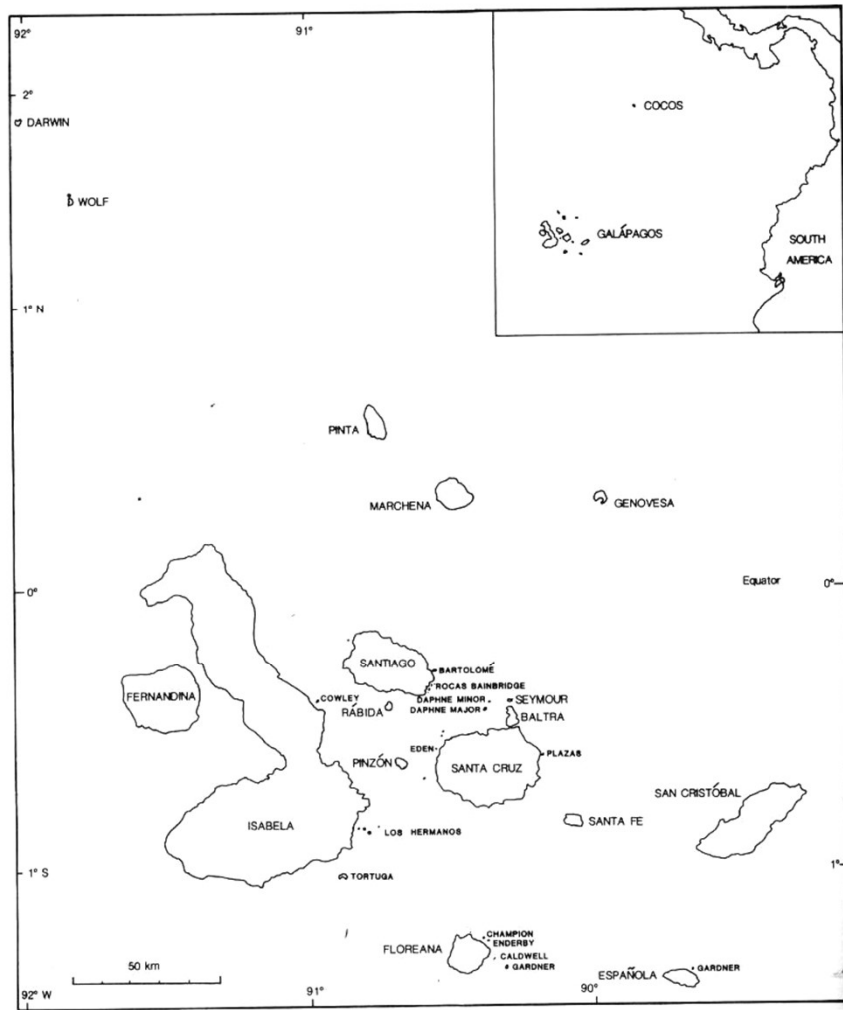 92°
91°
2°
DARWIN
WOLF
COCOS
GALÁPAGOS
SOUTH
AMERICA
1° N
PINTA
MARCHENA
GENOVESA
Equator
0°
0°
SANTIAGO
BARTOLOMÉ
FERNANDINA
ROCAS BAINBRIDGE
COWLEY
RÁBIDA
DAPHNE MINOR
SEYMOUR
DAPHNE MAJOR
BALTRA
EDEN
PLAZAS
PINZÓN
SANTA CRUZ
SAN CRISTÓBAL
ISABELA
LOS HERMANOS
SANTA FE
1° S
1°
TORTUGA
CHAMPION
ENDERBY
FLOREANA
CALDWELL
GARDNER
50 km
ESPAÑOLA
GARDNER
92° W
91°
90°